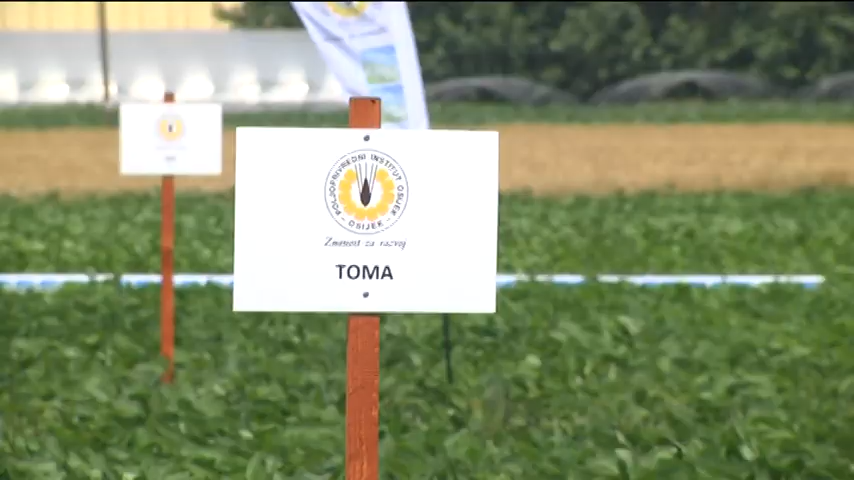 POLJOPRIVREDNI INSTITUT OSIJEK
- OSIJEK -
Znanost za razvoj
TOMA